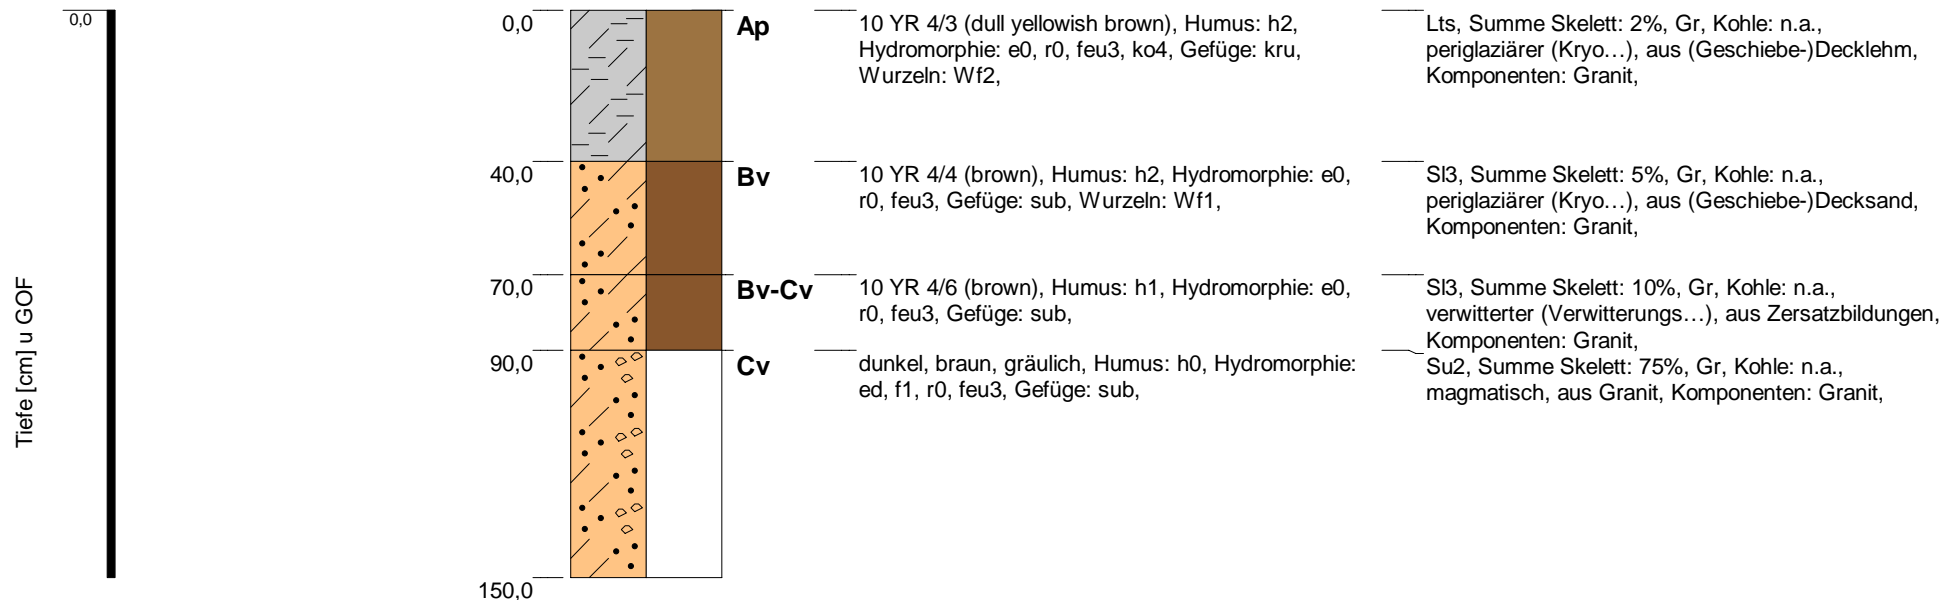 0,0
Tiefe [cm] u GOF
0,0
Ap
10 YR 4/3 (dull yellowish brown), Humus: h2,
Hydromorphie: e0, r0, feu3, ko4, Gefüge: kru,
Wurzeln: Wf2,
Lts, Summe Skelett: 2%, Gr, Kohle: n.a.,
periglaziärer (Kryo…), aus (Geschiebe-)Decklehm,
Komponenten: Granit,
40,0
Bv
10 YR 4/4 (brown), Humus: h2, Hydromorphie: e0,
r0, feu3, Gefüge: sub, Wurzeln: Wf1,
Sl3, Summe Skelett: 5%, Gr, Kohle: n.a.,
periglaziärer (Kryo…), aus (Geschiebe-)Decksand,
Komponenten: Granit,
70,0
Bv-Cv
10 YR 4/6 (brown), Humus: h1, Hydromorphie: e0,
r0, feu3, Gefüge: sub,
Sl3, Summe Skelett: 10%, Gr, Kohle: n.a.,
verwitterter (Verwitterungs…), aus Zersatzbildungen,
Komponenten: Granit,
90,0
Cv
dunkel, braun, gräulich, Humus: h0, Hydromorphie:
ed, f1, r0, feu3, Gefüge: sub,
Su2, Summe Skelett: 75%, Gr, Kohle: n.a.,
magmatisch, aus Granit, Komponenten: Granit,
150,0